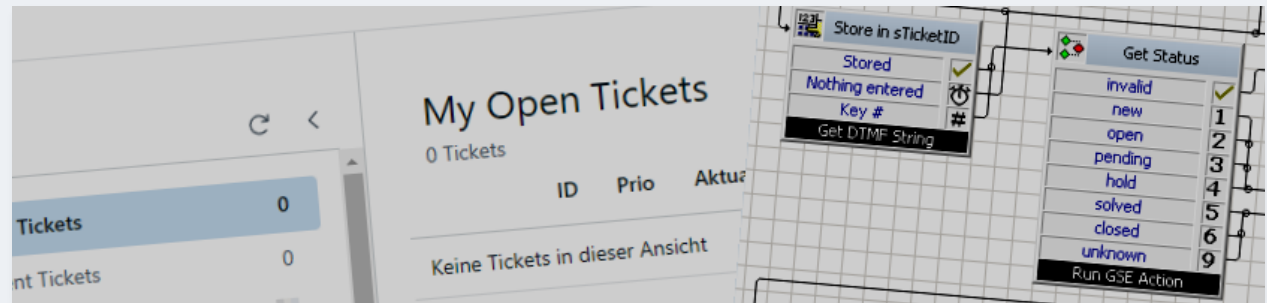 My Open Tickets
0 Tickets
ID Prio
Tickets 0
nt Tickets 0
Keine Tickets in dieser Ansicht
Store in sTicketID
Stored
Nothing entered
Key # #
Get DTMF String
Get Status
invalid
new 1
open 2
pending 3
hold 4
solved 5
closed 6
unknown 9
Run GSE Action